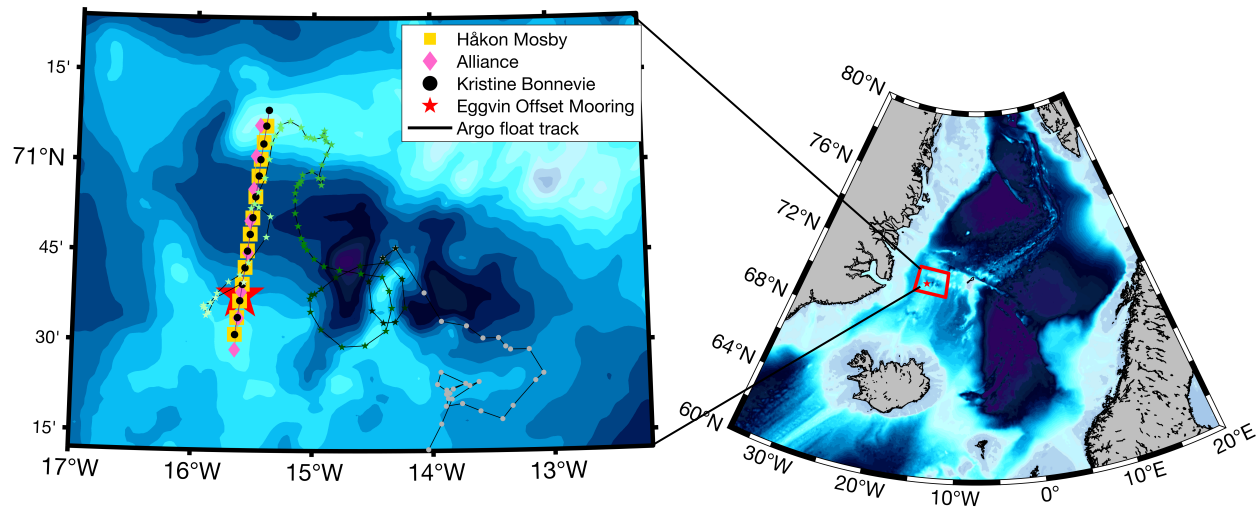 Håkon Mosby
Alliance
Kristine Bonnevie
Eggvin Offset Mooring
Argo float track
15'
71°N
45'
30'
15'
17°W
16°W
15°W
14°W
13°W
80°N
76°N
72°N
68°N
64°N
60°N
30°W
20°W
10°W
0°
10°E
20°E